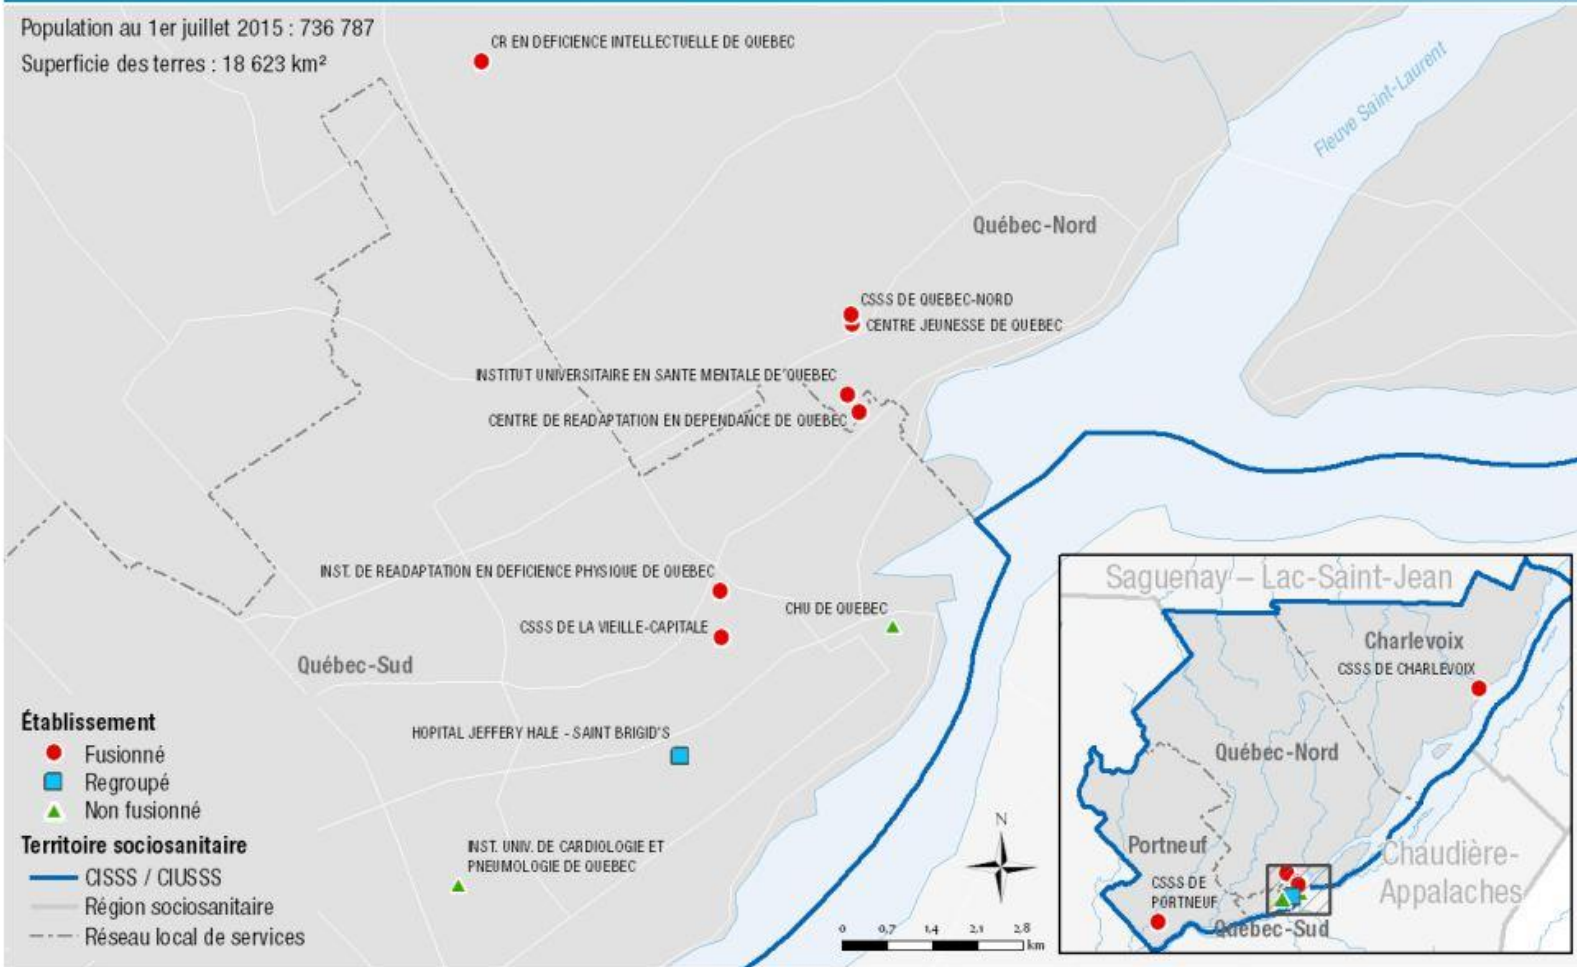 Population au 1er juillet 2015 : 736 787
Superficie des terres : 18 623 km²
CR EN DEFICIENCE INTELLECTUELLE DE QUEBEC
Fleuve Saint-Laurent
Québec-Nord
CSSS DE QUEBEC-NORD
CENTRE JEUNESSE DE QUEBEC
INSTITUT UNIVERSITAIRE EN SANTE MENTALE DE QUEBEC
CENTRE DE READAPTATION EN DEPENDANCE DE QUEBEC
INST. DE READAPTATION EN DEFICIENCE PHYSIQUE DE QUEBEC
CHU DE QUEBEC
CSSS DE LA VIEILLE-CAPITALE
Québec-Sud
HOPITAL JEFFERY HALE - SAINT BRIGID'S
INST. UNIV. DE CARDIOLOGIE ET
PNEUMOLOGIE DE QUEBEC
Établissement
Fusionné
Regroupé
Non fusionné
Territoire sociosanitaire
CISSS / CIUSSS
Région sociosanitaire
Réseau local de services
N
0 0,7 1,4 2,1 2,8
km
Saguenay – Lac-Saint-Jean
Charlevoix
CSSS DE CHARLEVOIX
Québec-Nord
Portneuf
CSSS DE
PORTNEUF
Chaudière-
Appalaches
Québec-Sud